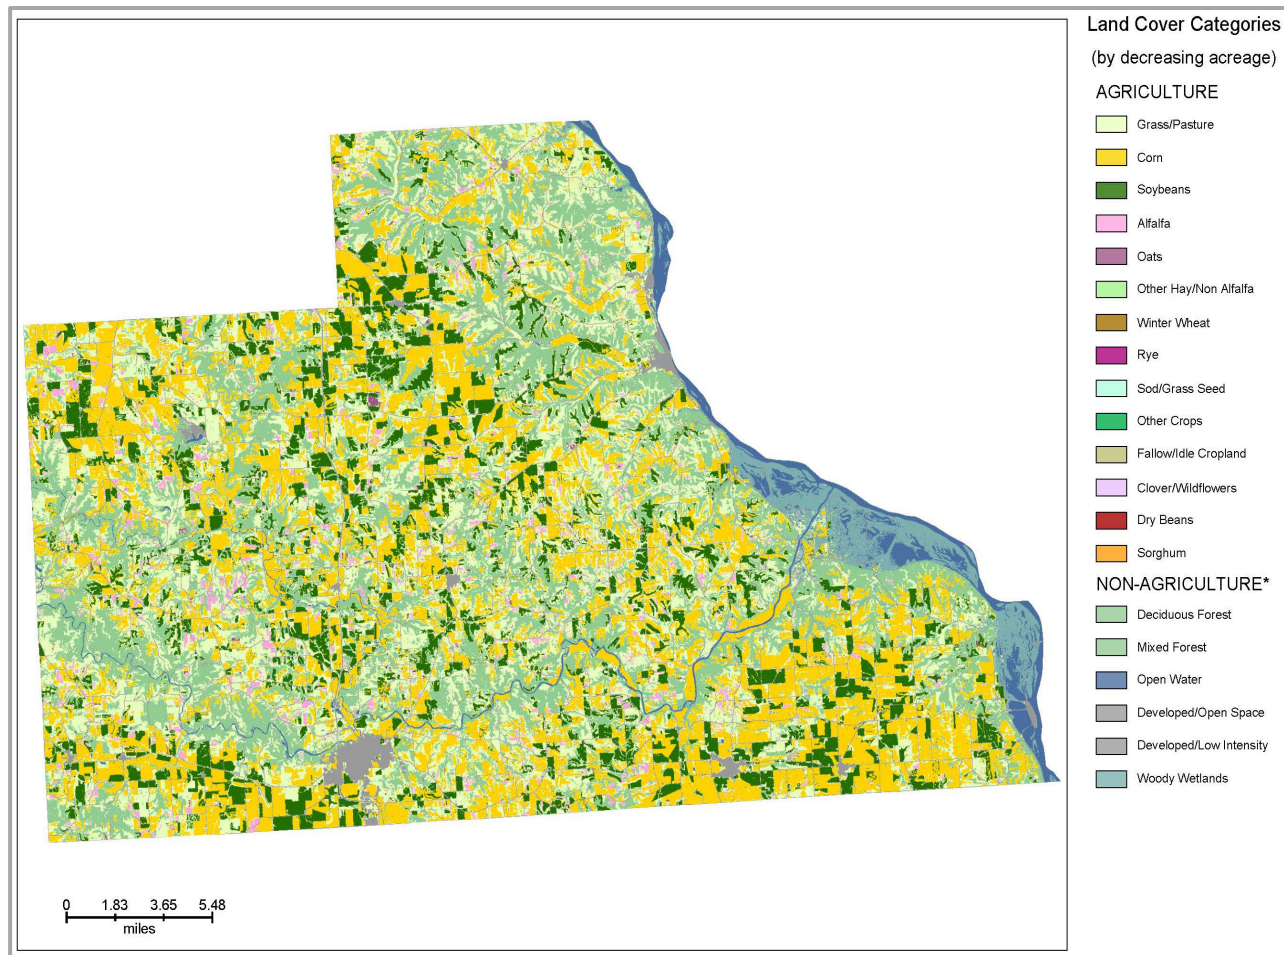 Land Cover Categories
(by decreasing acreage)
AGRICULTURE
Grass/Pasture
Corn
Soybeans
Alfalfa
Oats
Other Hay/Non Alfalfa
Winter Wheat
Rye
Sod/Grass Seed
Other Crops
Fallow/Idle Cropland
Clover/Wildflowers
Dry Beans
Sorghum
NON-AGRICULTURE*
Deciduous Forest
Mixed Forest
Open Water
Developed/Open Space
Developed/Low Intensity
Woody Wetlands
0 1.83 3.65 5.48
miles